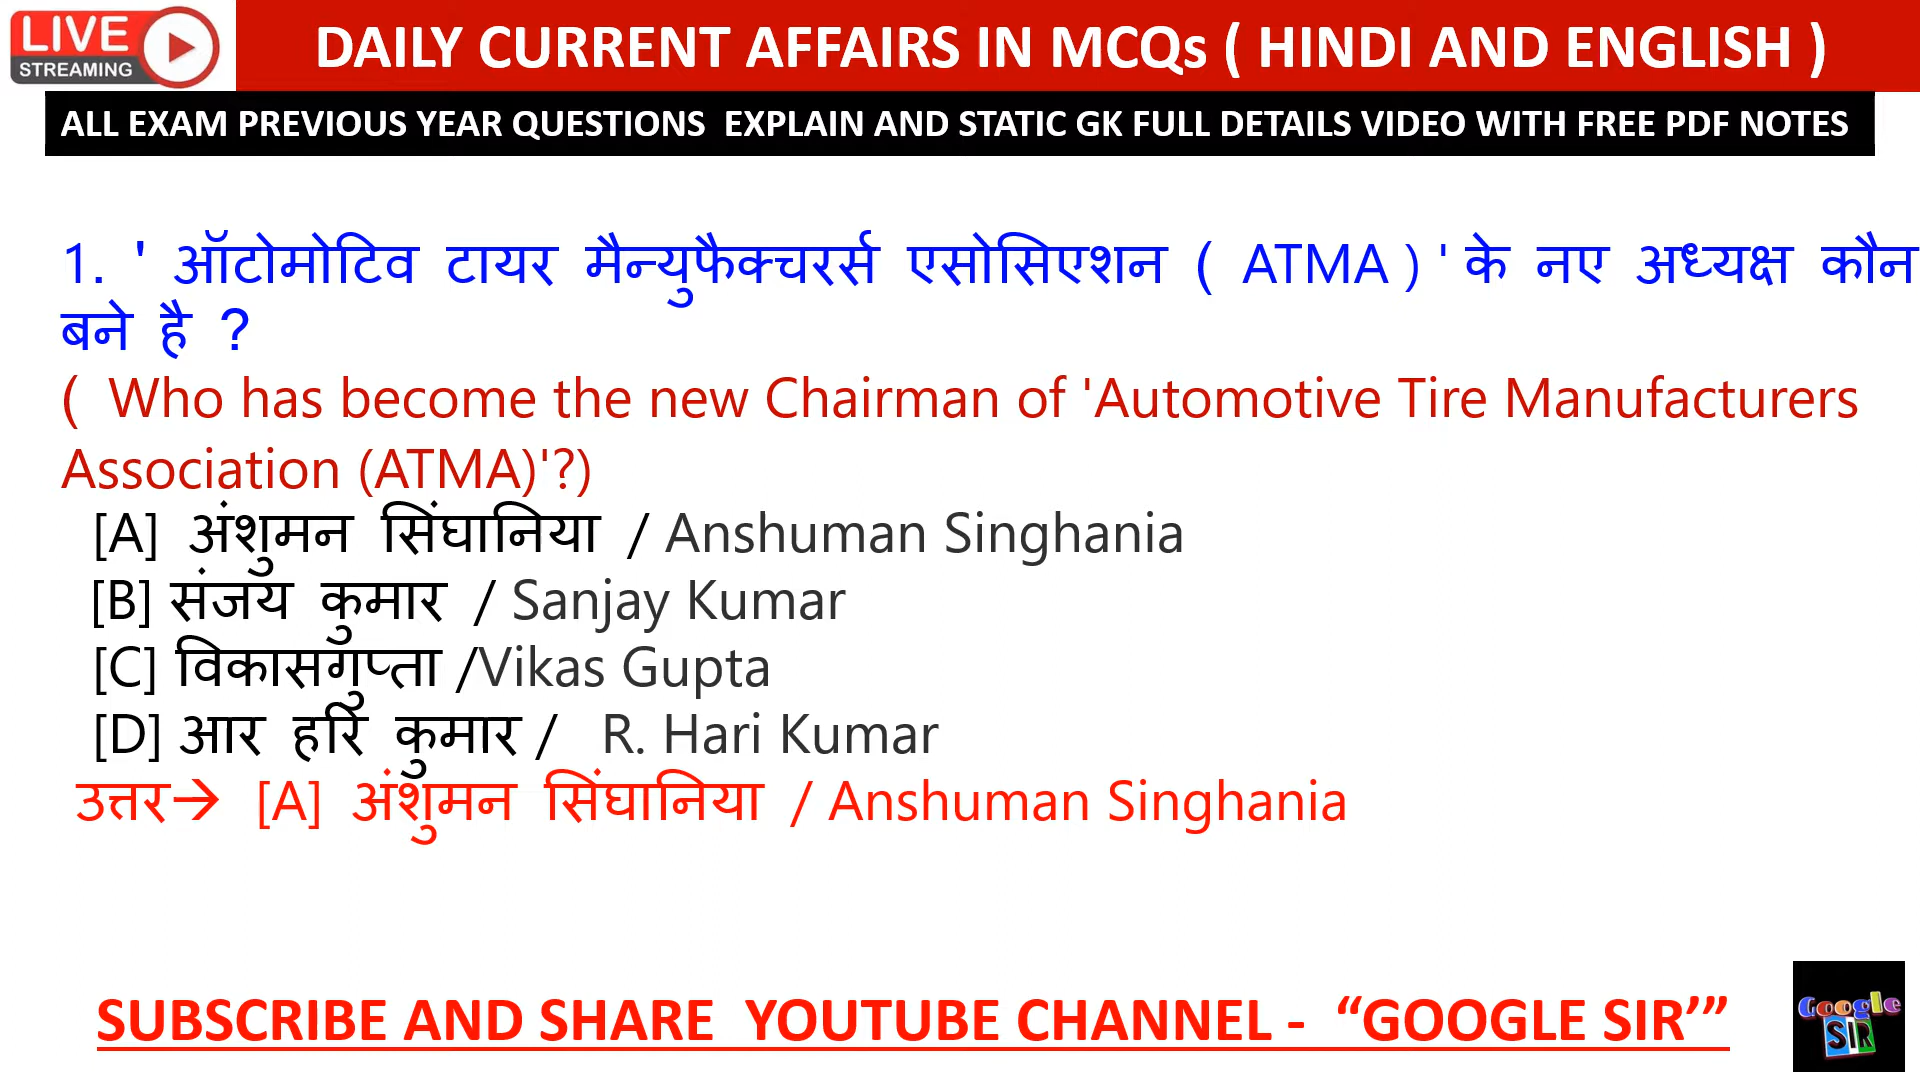 LIVE
STREAMING
DAILY CURRENT AFFAIRS IN MCQs ( HINDI AND ENGLISH )
ALL EXAM PREVIOUS YEAR QUESTIONS EXPLAIN AND STATIC GK FULL DETAILS VIDEO WITH FREE PDF NOTES
1. ' ऑटोमोटिव टायर मैन्युफैक्चरर्स एसोसिएशन ( ATMA ) ' के नए अध्यक्ष कौन
बने है ?
( Who has become the new Chairman of 'Automotive Tire Manufacturers
Association (ATMA)'?)
[A] अंशुमन सिंघानिया / Anshuman Singhania
[B] संजय कुमार / Sanjay Kumar
[C] विकासगुप्ता /Vikas Gupta
[D] आर हरि कुमार / R. Hari Kumar
उत्तर→ [A] अंशुमन सिंघानिया / Anshuman Singhania
SUBSCRIBE AND SHARE YOUTUBE CHANNEL - “GOOGLE SIR’”
Google
SIR